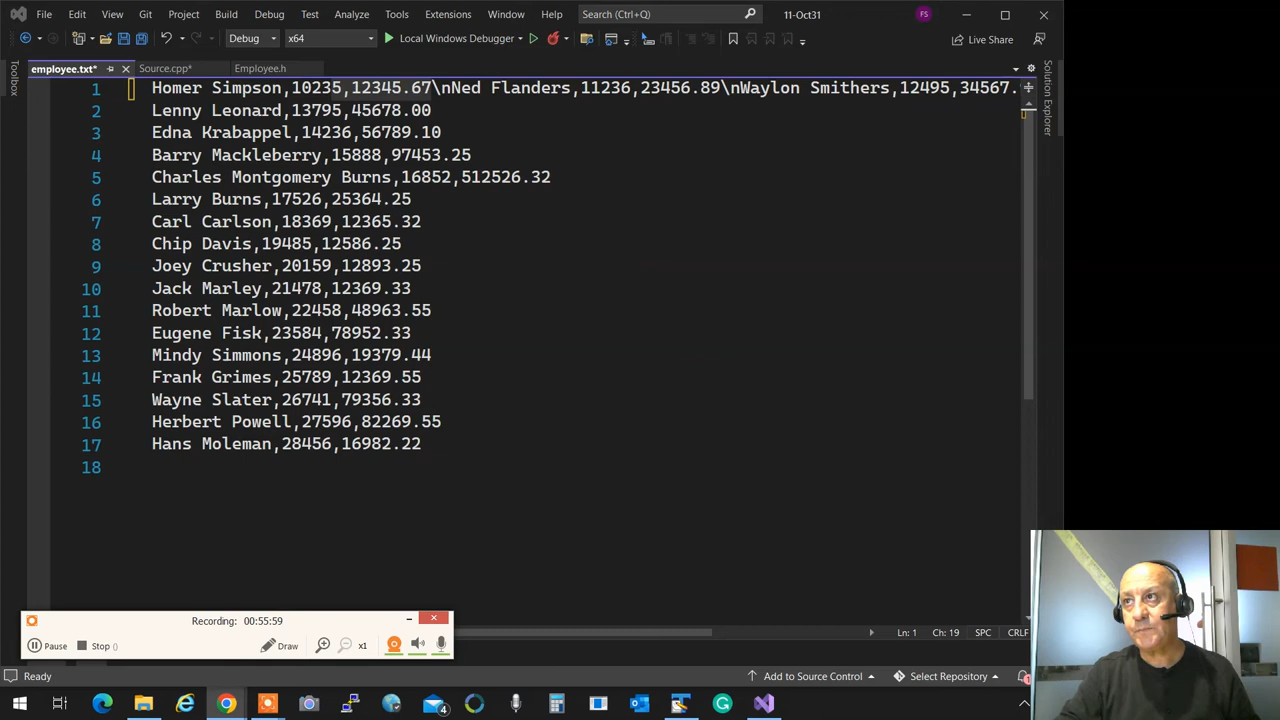 File Edit View Git Project Build Debug Test Analyze Tools Extensions Window Help Search (Ctrl+Q) 11-Oct31 FS
Debug x64 Local Windows Debugger Live Share
employee.txt* Source.cpp* Employee.h
Toolbox
Solution Explorer
1 Homer Simpson,10235,12345.67\nNed Flanders,11236,23456.89\nWaylon Smithers,12495,34567.
2 Lenny Leonard,13795,45678.00
3 Edna Krabappel,14236,56789.10
4 Barry Mackleberry,15888,97453.25
5 Charles Montgomery Burns,16852,512526.32
6 Larry Burns,17526,25364.25
7 Carl Carlson,18369,12365.32
8 Chip Davis,19485,12586.25
9 Joey Crusher,20159,12893.25
10 Jack Marley,21478,12369.33
11 Robert Marlow,22458,48963.55
12 Eugene Fisk,23584,78952.33
13 Mindy Simmons,24896,19379.44
14 Frank Grimes,25789,12369.55
15 Wayne Slater,26741,79356.33
16 Herbert Powell,27596,82269.55
17 Hans Moleman,28456,16982.22
18
Recording: 00:55:59
Pause Stop Draw x1
Ln: 1 Ch: 19 SPC CRLF
Ready Add to Source Control Select Repository 1
4